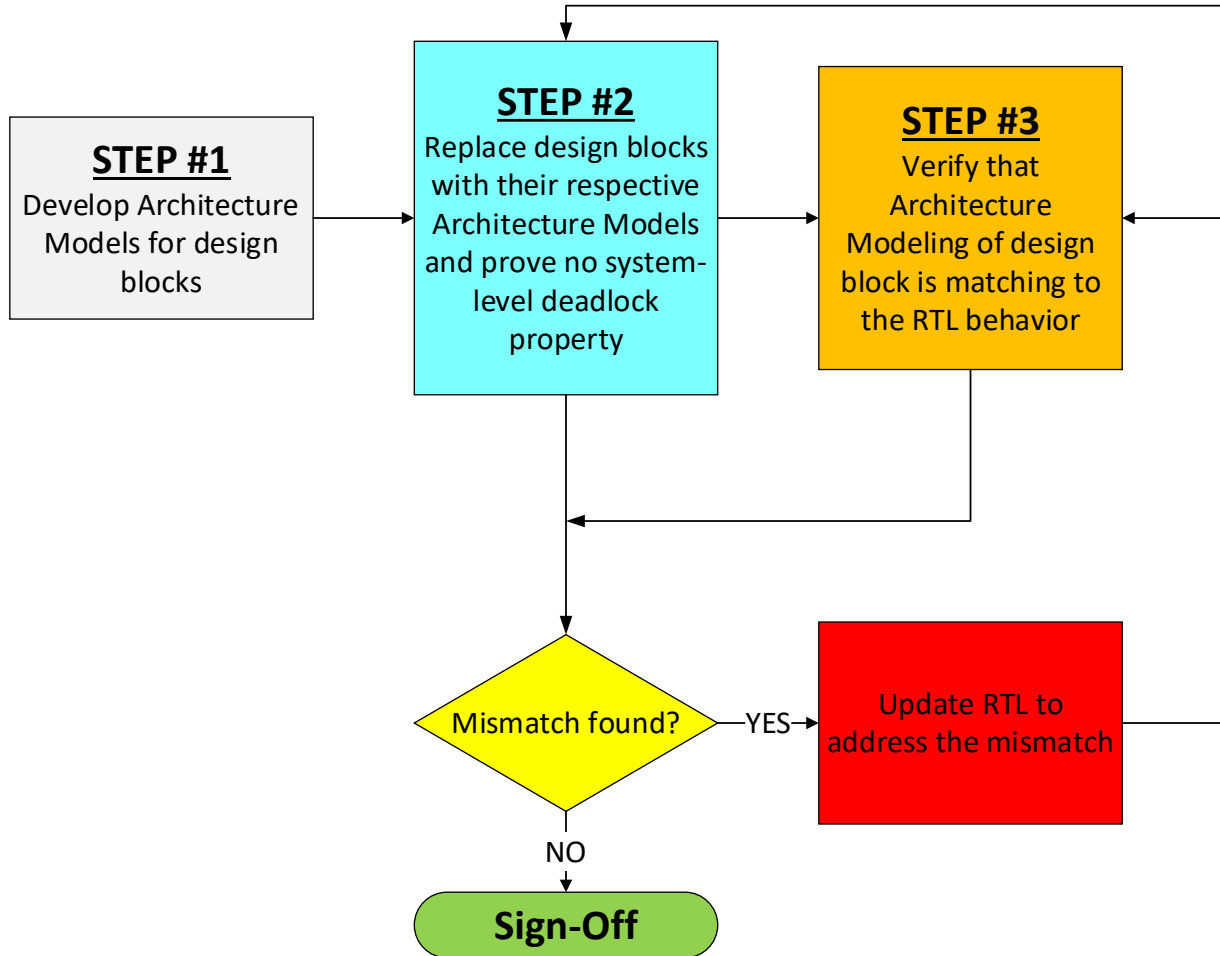 STEP #1
Develop Architecture
Models for design
blocks
STEP #2
Replace design blocks
with their respective
Architecture Models
and prove no system-
level deadlock
property
STEP #3
Verify that
Architecture
Modeling of design
block is matching to
the RTL behavior
Mismatch found?
YES
Update RTL to
address the mismatch
NO
Sign-Off